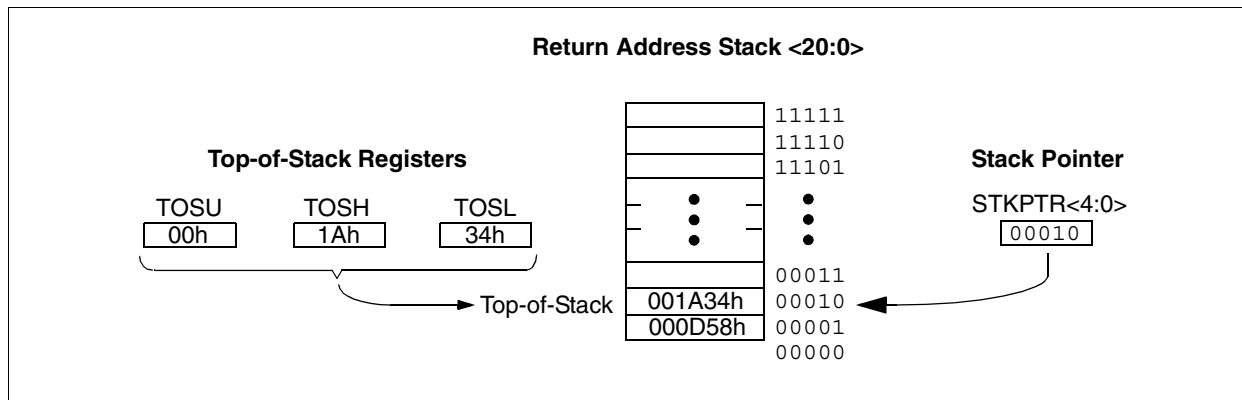 Return Address Stack <20:0>
11111
11110
11101
Top-of-Stack Registers
Stack Pointer
TOSU TOSH TOSL
STKPTR<4:0>
00h 1Ah 34h
00010
00011
Top-of-Stack 001A34h 00010
000D58h 00001
00000